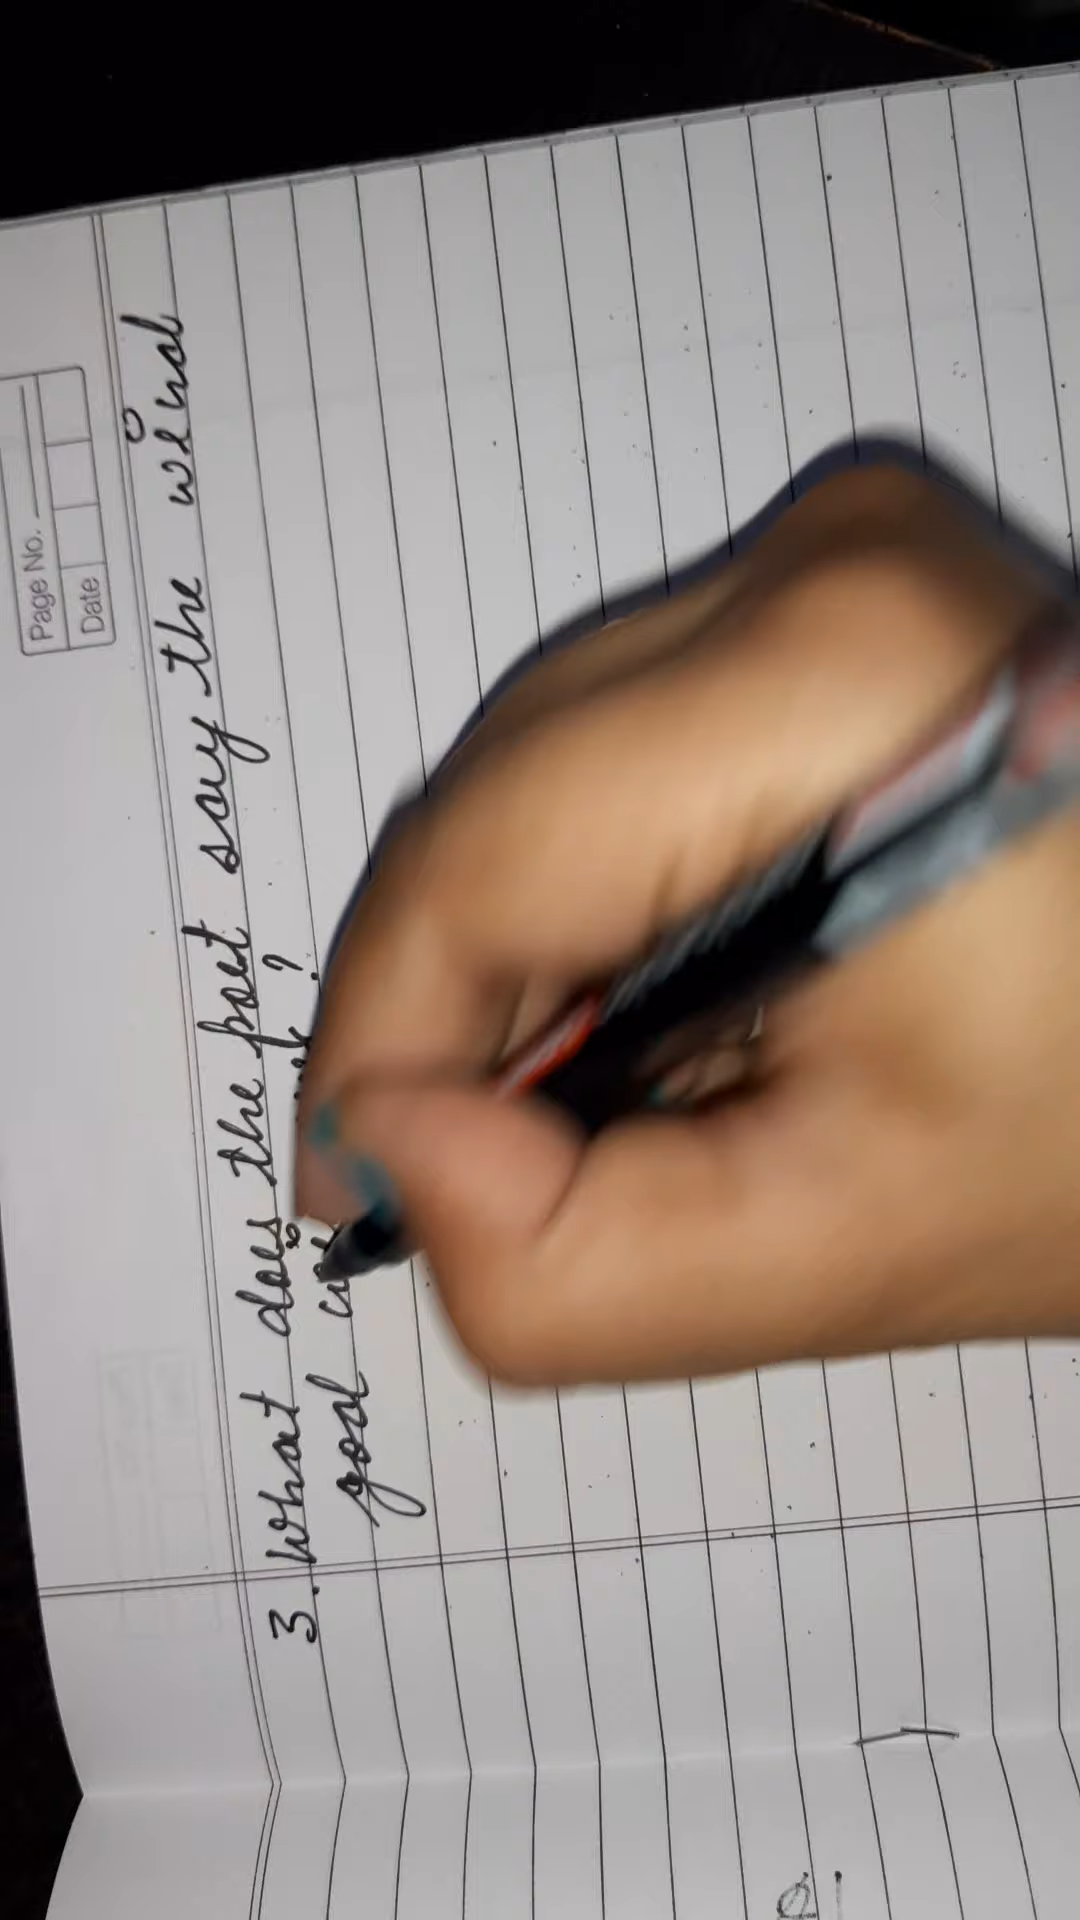 Page No.
Date
3. What does the poet say the wind
god ?